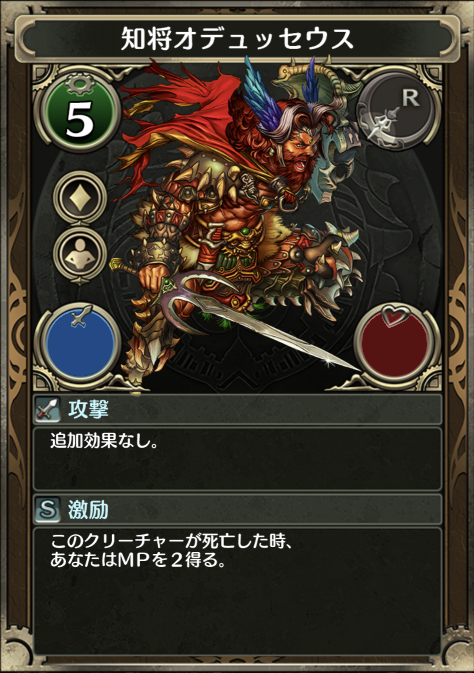 知将オデュッセウス
5
R
攻撃
追加効果なし。
S 激励
このクリーチャーが死亡した時、
あなたはＭＰを２得る。